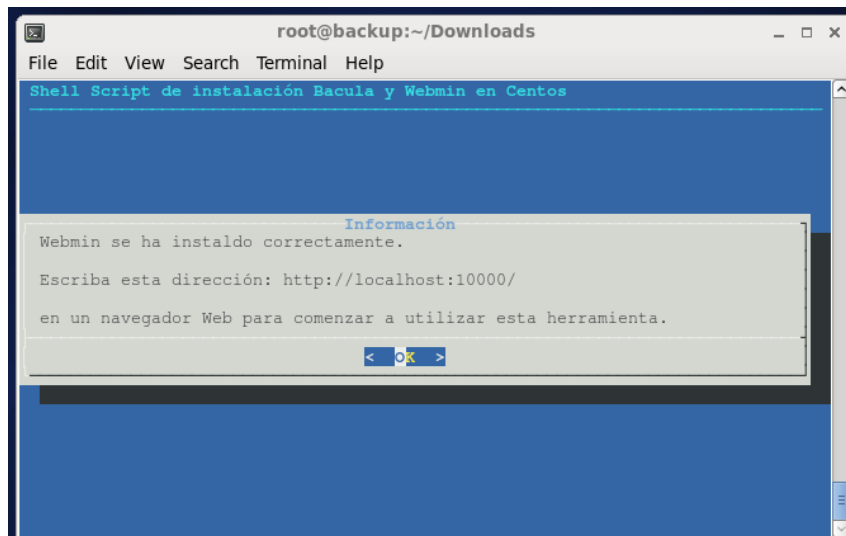 root@backup:~/Downloads
File Edit View Search Terminal Help
Shell Script de instalación Bacula y Webmin en Centos
Información
Webmin se ha instaldo correctamente.
Escriba esta dirección: http://localhost:10000/
en un navegador Web para comenzar a utilizar esta herramienta.
< OK >